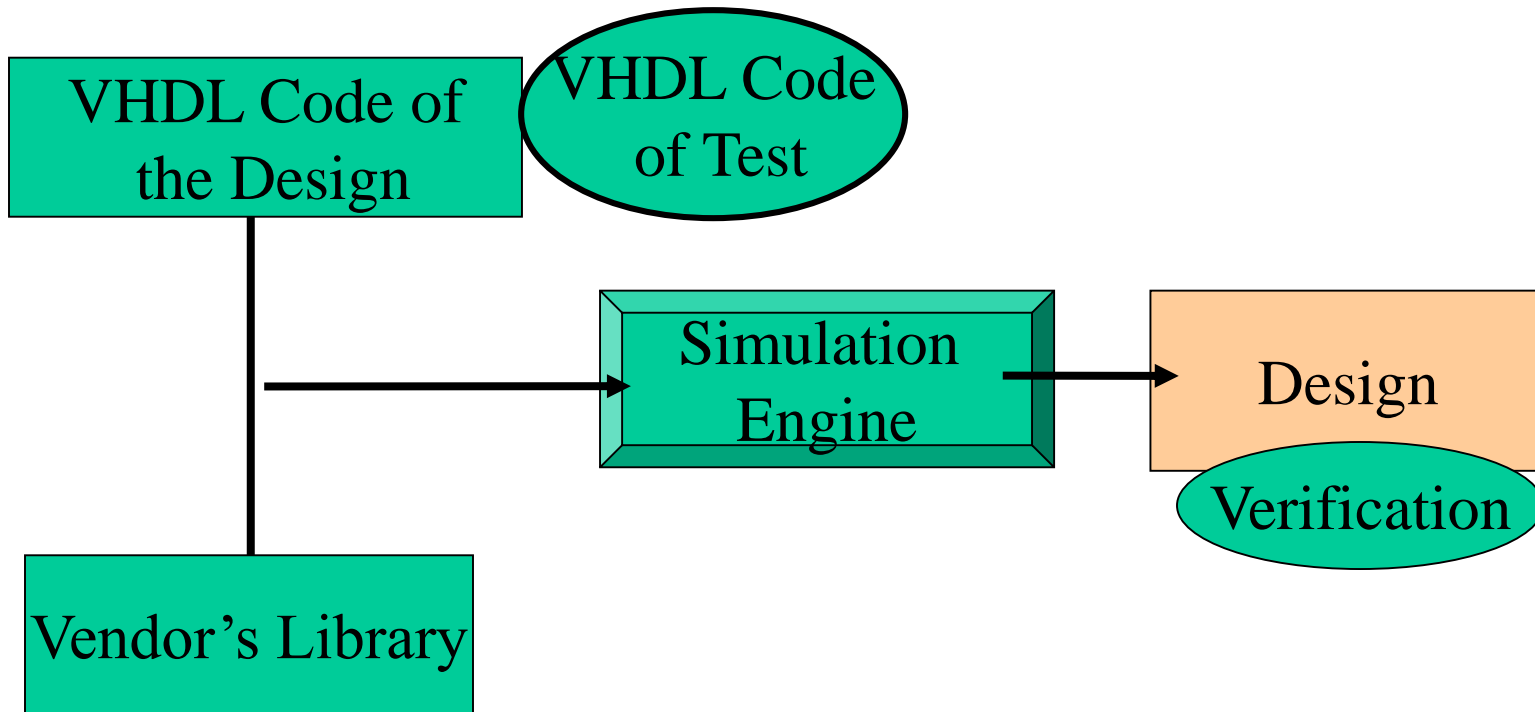 VHDL Code of
the Design
VHDL Code
of Test
Simulation
Engine
Design
Verification
Vendor’s Library